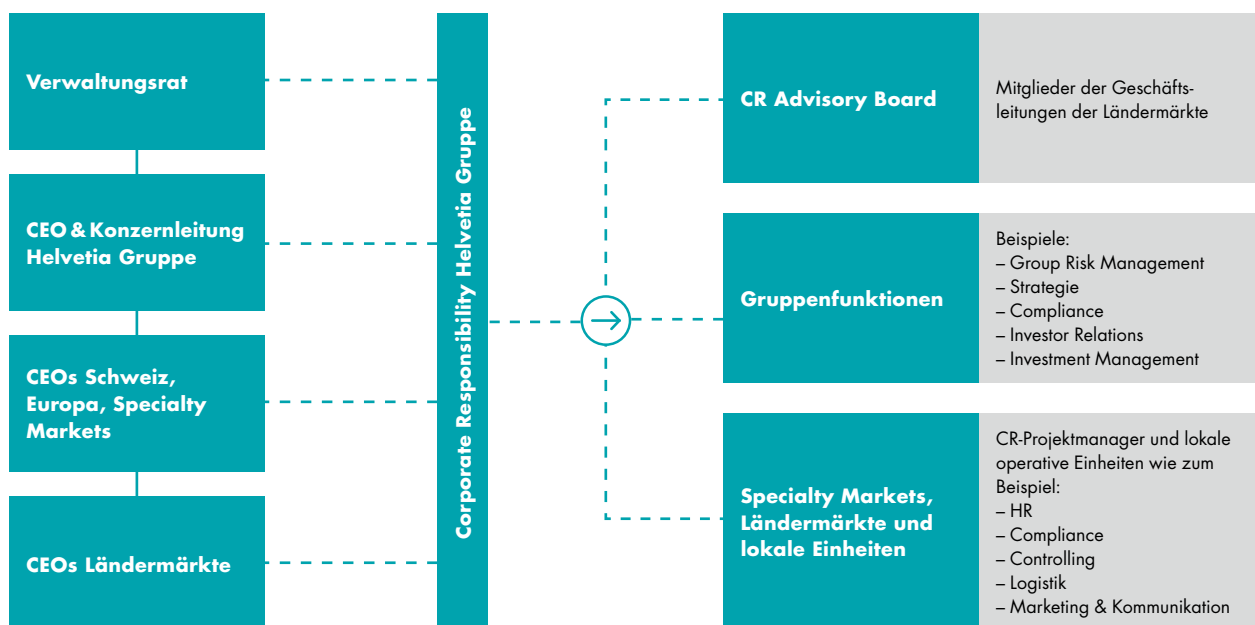 Verwaltungsrat
CEO & Konzernleitung
Helvetia Gruppe
CEOs Schweiz,
Europa, Specialty
Markets
CEOs Ländermärkte
Corporate Responsibility Helvetia Gruppe
CR Advisory Board
Mitglieder der Geschäfts-
leitungen der Ländermärkte
Gruppenfunktionen
Beispiele:
– Group Risk Management
– Strategie
– Compliance
– Investor Relations
– Investment Management
Specialty Markets,
Ländermärkte und
lokale Einheiten
CR-Projektmanager und lokale
operative Einheiten wie zum
Beispiel:
– HR
– Compliance
– Controlling
– Logistik
– Marketing & Kommunikation